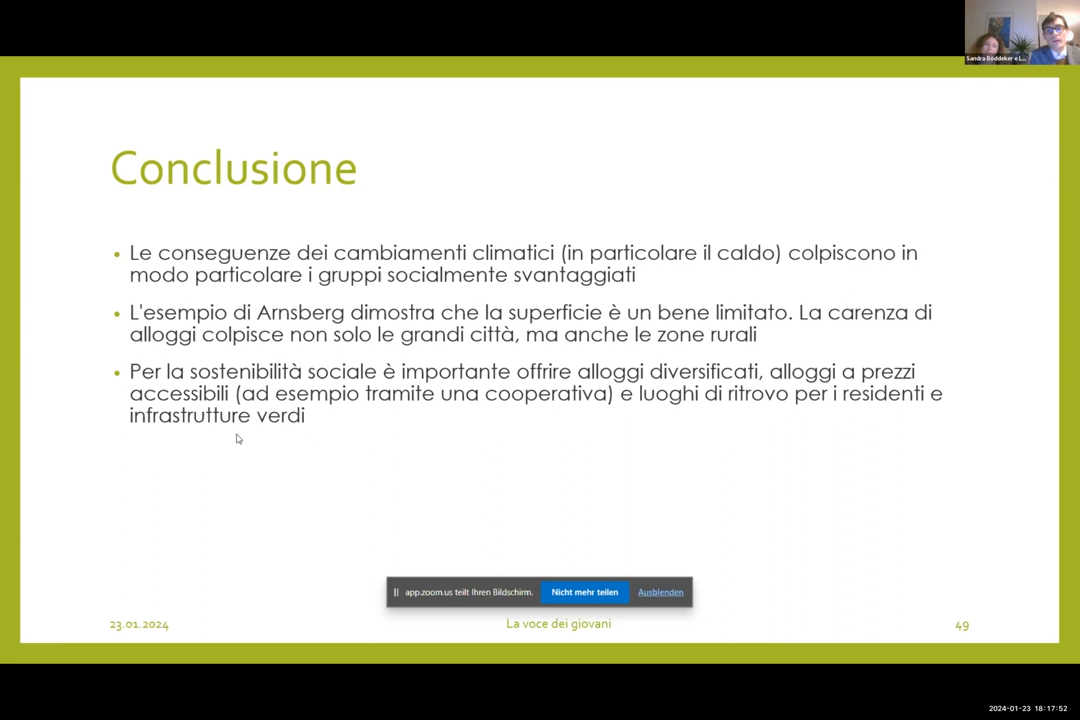 Sandra Böddeker e L...
Conclusione
Le conseguenze dei cambiamenti climatici (in particolare il caldo) colpiscono in
modo particolare i gruppi socialmente svantaggiati
L'esempio di Arnsberg dimostra che la superficie è un bene limitato. La carenza di
alloggi colpisce non solo le grandi città, ma anche le zone rurali
Per la sostenibilità sociale è importante offrire alloggi diversificati, alloggi a prezzi
accessibili (ad esempio tramite una cooperativa) e luoghi di ritrovo per i residenti e
infrastrutture verdi
app.zoom.us teilt Ihren Bildschirm. Nicht mehr teilen Ausblenden
23.01.2024 La voce dei giovani 49
2024-01-23 18:17:52